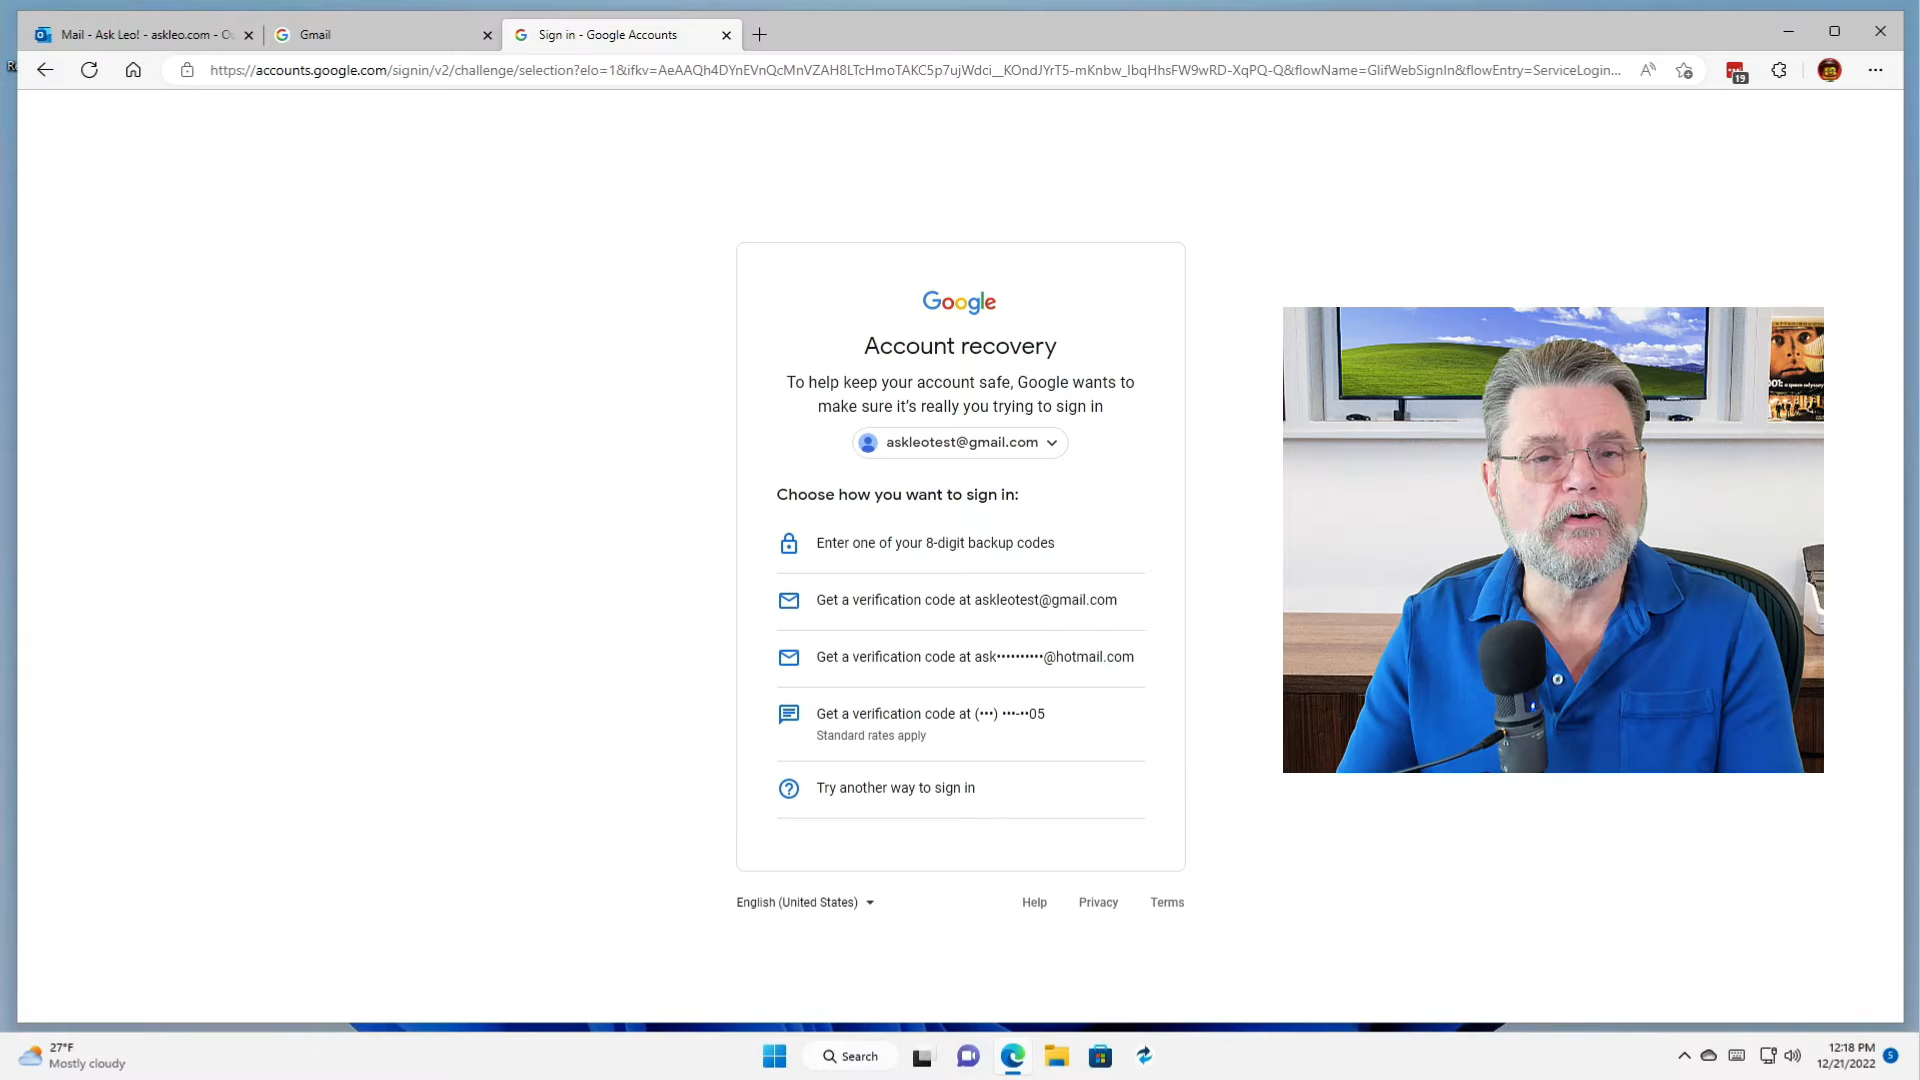 Mail - Ask Leo! - askleo.com - Ou
Gmail
Sign in - Google Accounts
https://accounts.google.com/signin/v2/challenge/selection?elo=1&ifkv=AeAAQh4DYnEVnQcMnVZAH8LTcHmoTAKC5p7ujWdci__KOndJYrT5-mKnbw_lbqHhsFW9wRD-XqPQ-Q&flowName=GlifWebSignIn&flowEntry=ServiceLogin...
19
Google
Account recovery
To help keep your account safe, Google wants to
make sure it’s really you trying to sign in
askleotest@gmail.com
Choose how you want to sign in:
Enter one of your 8-digit backup codes
Get a verification code at askleotest@gmail.com
Get a verification code at ask••••••••••@hotmail.com
Get a verification code at (•••) •••-••05
Standard rates apply
Try another way to sign in
English (United States)
Help
Privacy
Terms
27°F
Mostly cloudy
Search
12:18 PM
12/21/2022
5